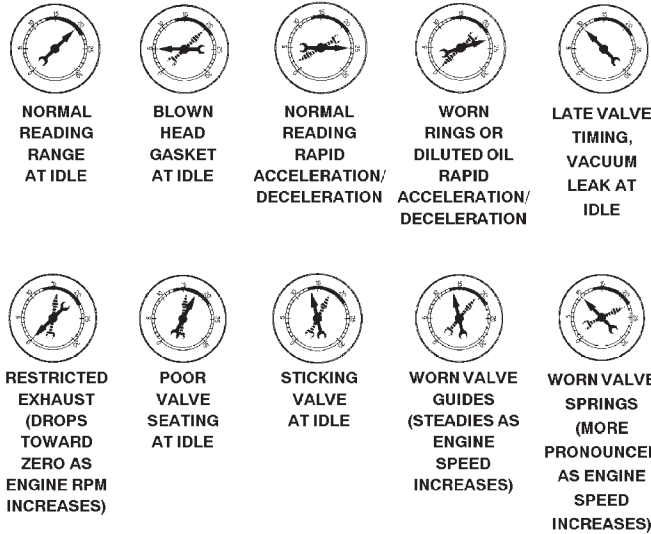 NORMAL
READING
RANGE
AT IDLE
BLOWN
HEAD
GASKET
AT IDLE
NORMAL
READING
RAPID
ACCELERATION/
DECELERATION
WORN
RINGS OR
DILUTED OIL
RAPID
ACCELERATION/
DECELERATION
LATE VALVE
TIMING,
VACUUM
LEAK AT
IDLE
RESTRICTED
EXHAUST
(DROPS
TOWARD
ZERO AS
ENGINE RPM
INCREASES)
POOR
VALVE
SEATING
AT IDLE
STICKING
VALVE
AT IDLE
WORN VALVE
GUIDES
(STEADIES AS
ENGINE
SPEED
INCREASES)
WORN VALVE
SPRINGS
(MORE
PRONOUNCED
AS ENGINE
SPEED
INCREASES)